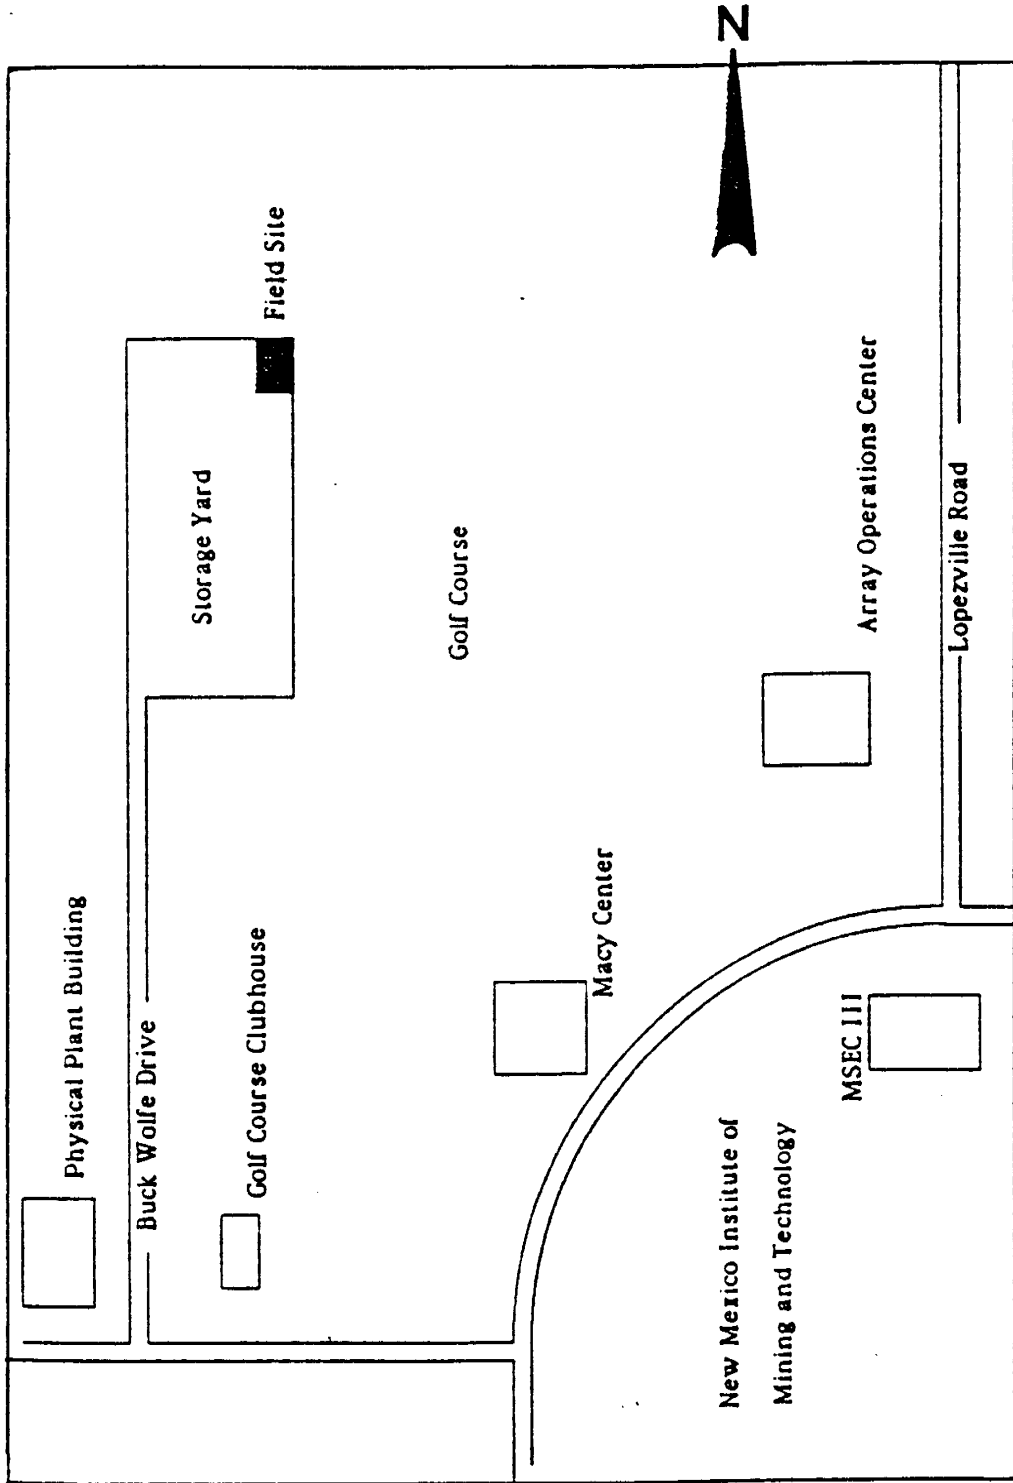 N
Physical Plant Building
Buck Wolfe Drive
Storage Yard
Field Site
Golf Course Clubhouse
Golf Course
Macy Center
Array Operations Center
Lopezville Road
MSEC III
New Mexico Institute of
Mining and Technology